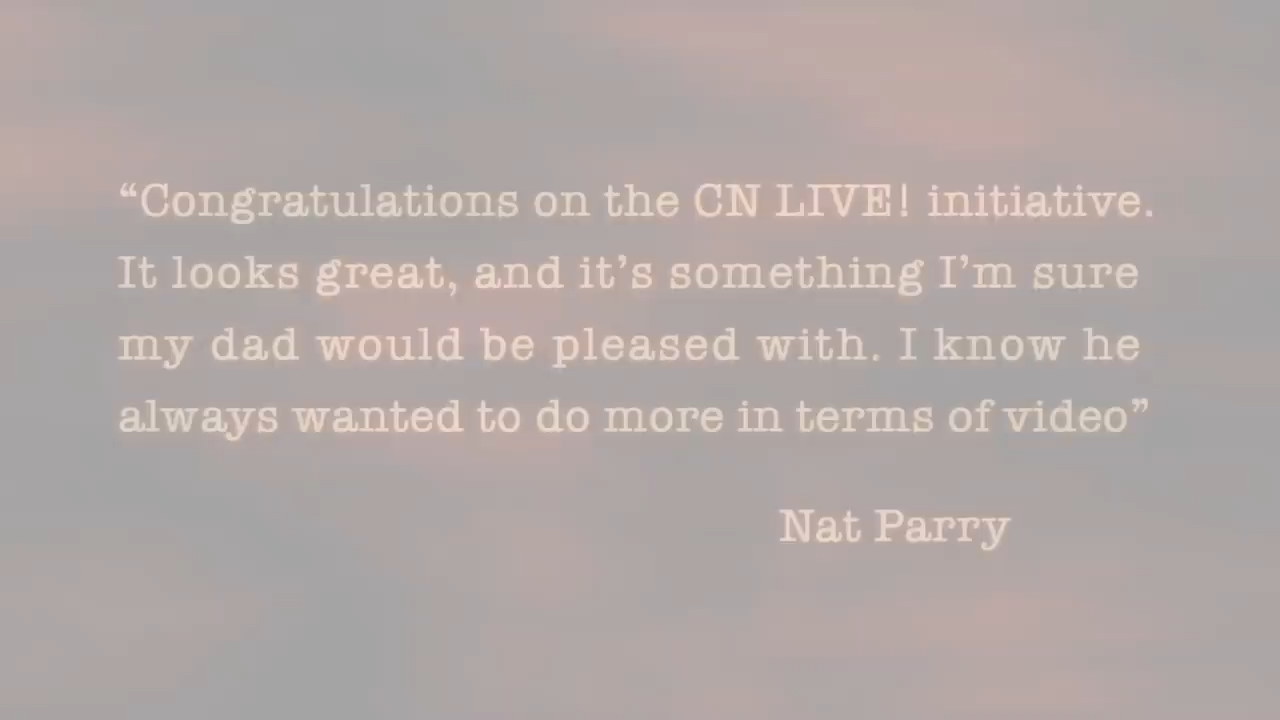 “Congratulations on the CN LIVE! initiative.
It looks great, and it’s something I’m sure
my dad would be pleased with. I know he
always wanted to do more in terms of video”
Nat Parry